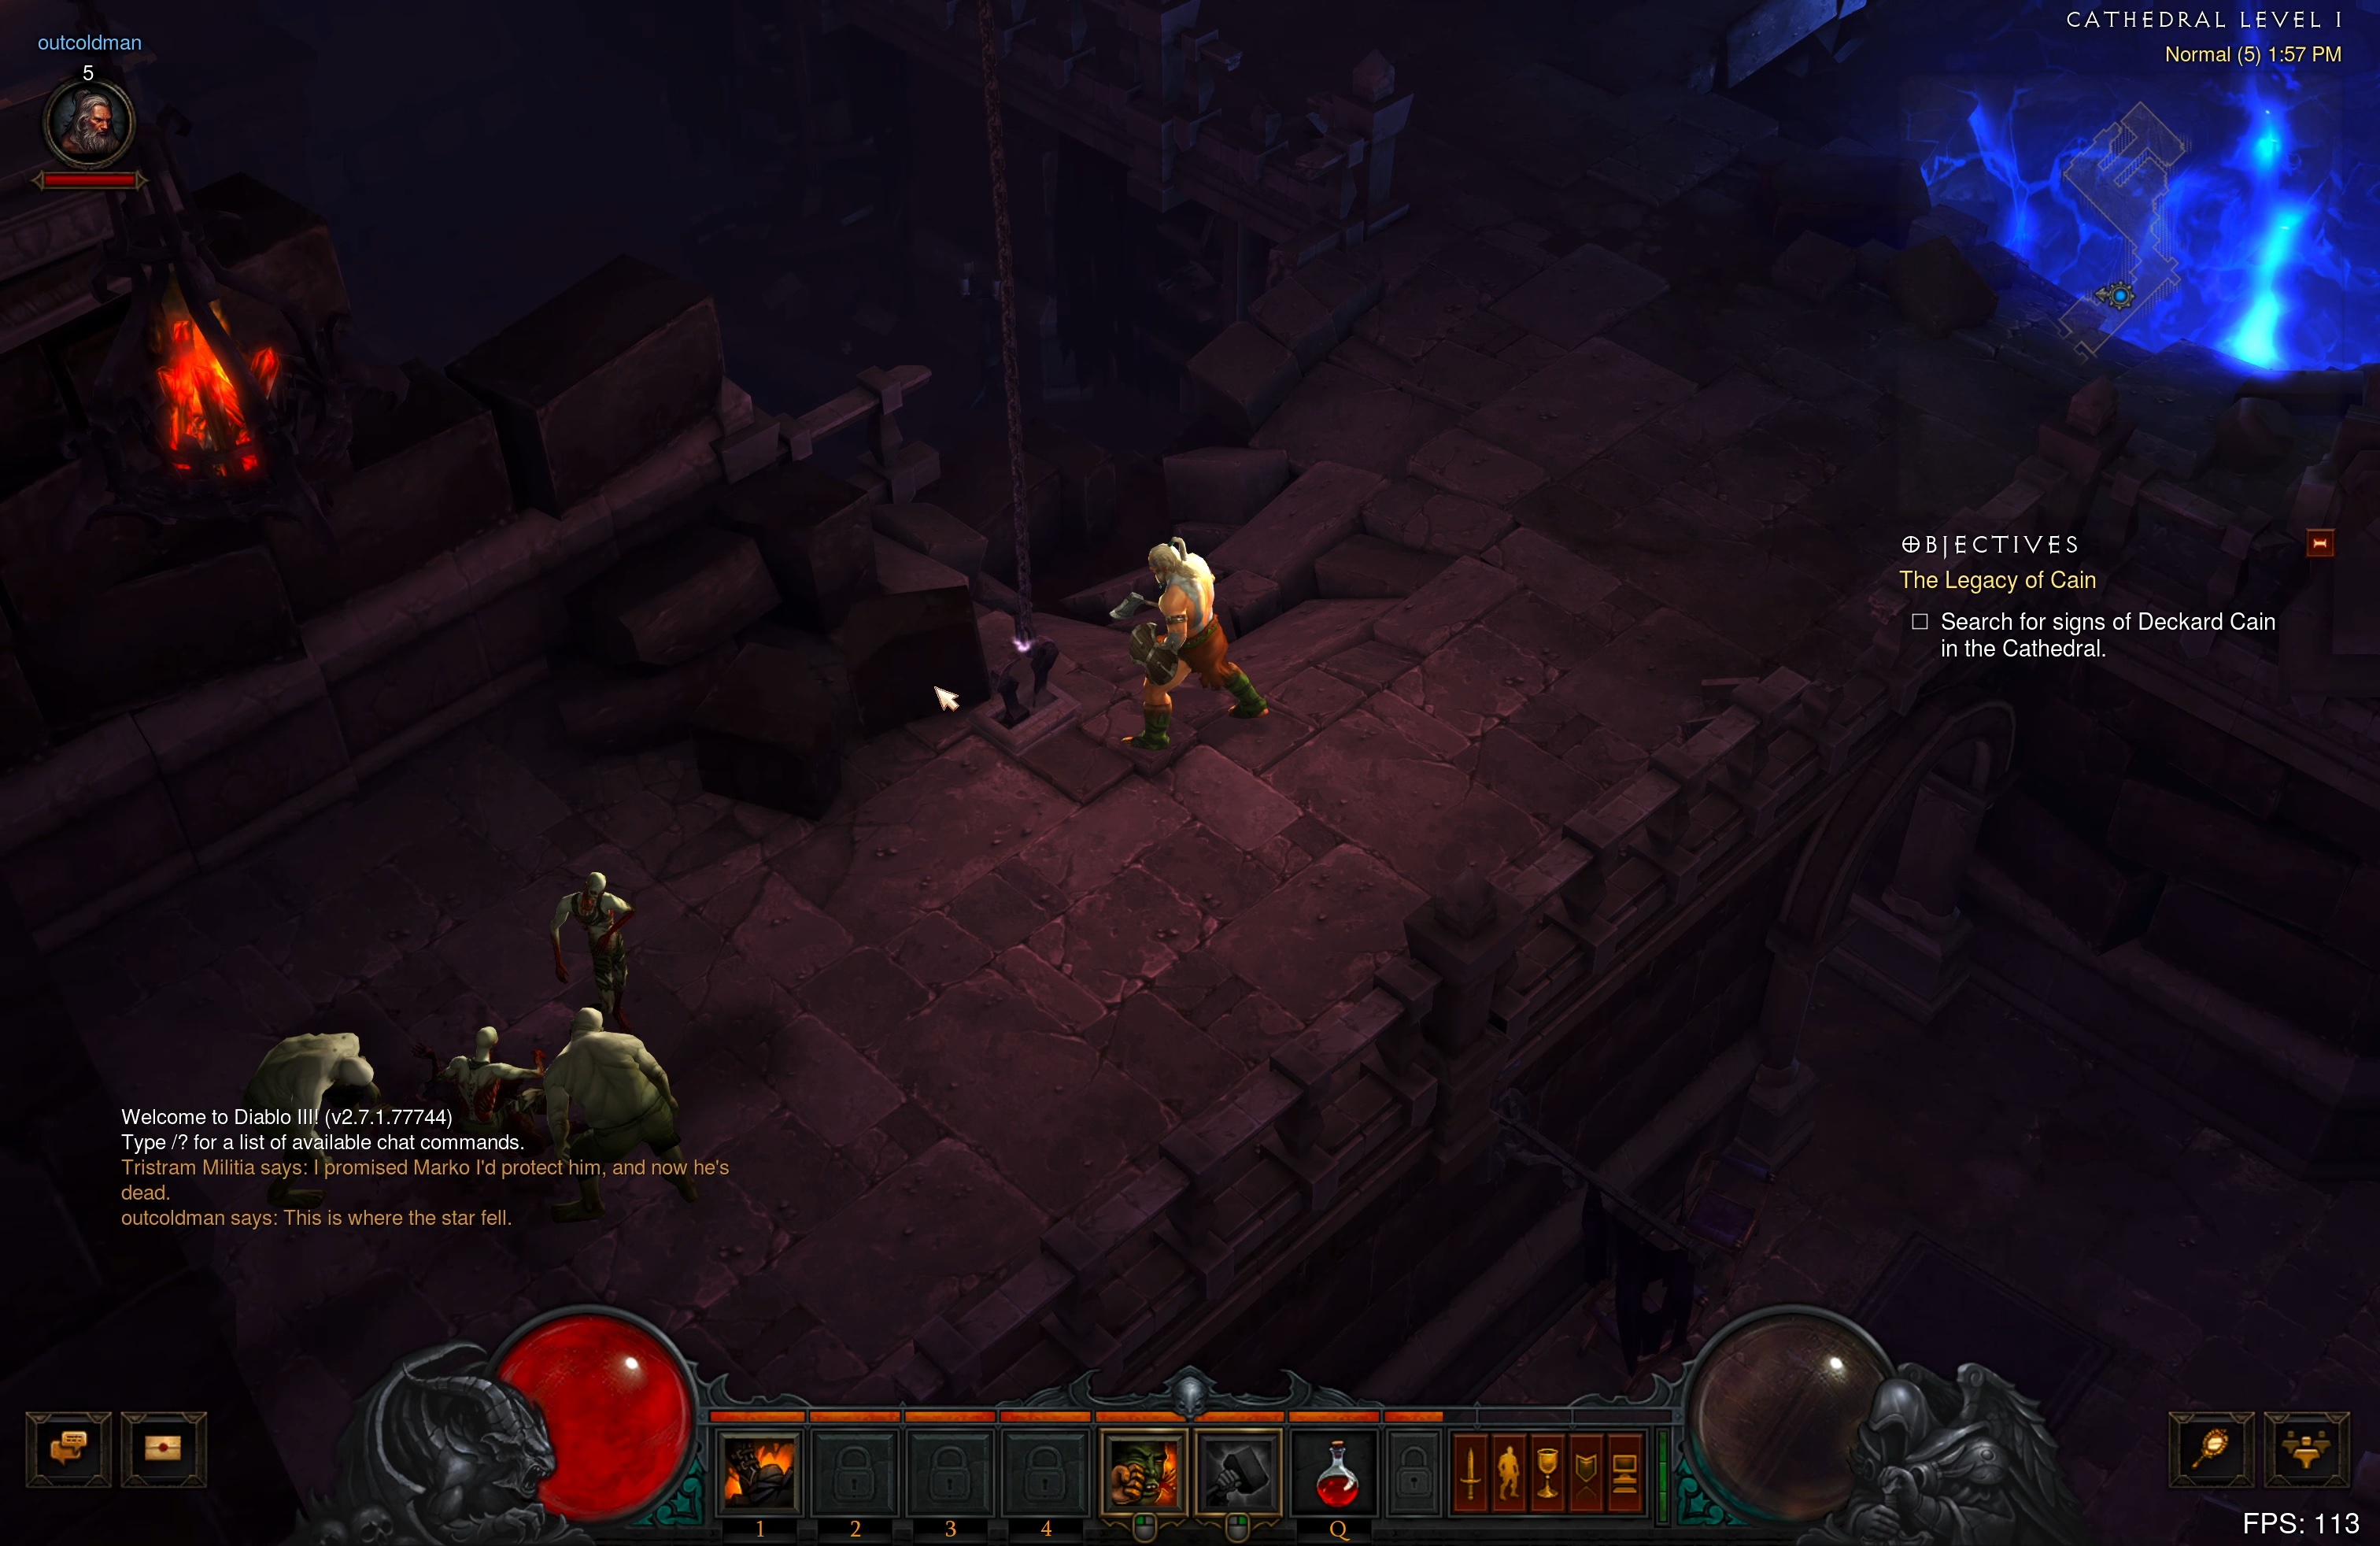 CATHEDRAL LEVEL 1
outcoldman
Normal (5) 1:57 PM
5
OBJECTIVES
The Legacy of Cain
Search for signs of Deckard Cain
in the Cathedral.
Welcome to Diablo III! (v2.7.1.77744)
Type /? for a list of available chat commands.
Tristram Militia says: I promised Marko I'd protect him, and now he's
dead.
outcoldman says: This is where the star fell.
1 2 3 4 Q
FPS: 113